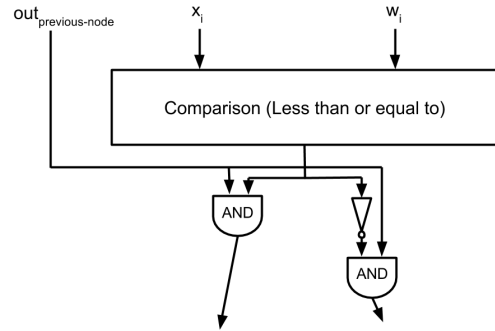 out previous-node
x i
w i
Comparison (Less than or equal to)
AND
AND